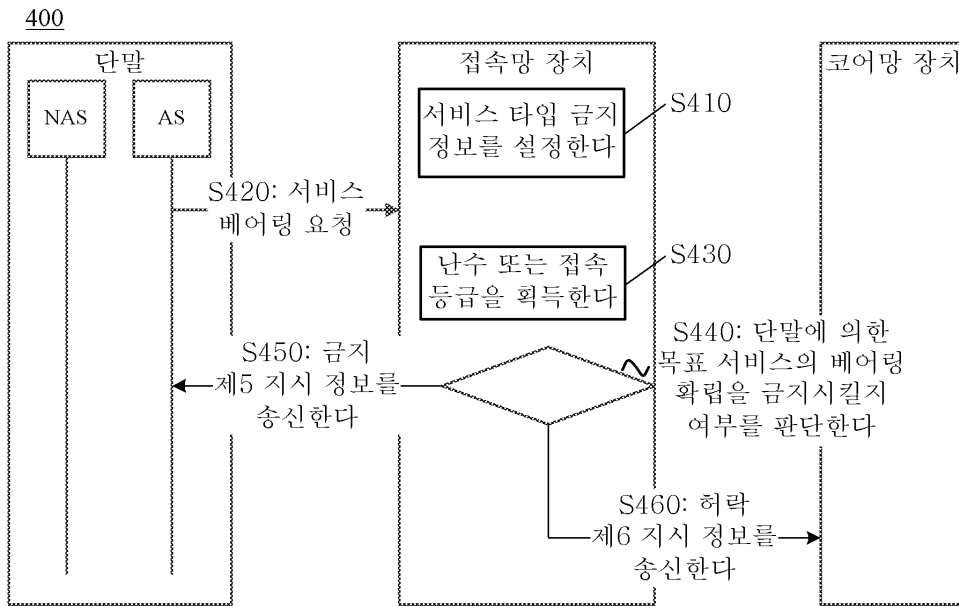 400
단말
NAS
AS
접속망 장치
코어망 장치
서비스 타입 금지
정보를 설정한다
S410
S420: 서비스
베어링 요청
난수 또는 접속
등급을 획득한다
S430
S440: 단말에 의한
목표 서비스의 베어링
확립을 금지시킬지
여부를 판단한다
S450: 금지
제5 지시 정보를
송신한다
S460: 허락
제6 지시 정보를
송신한다